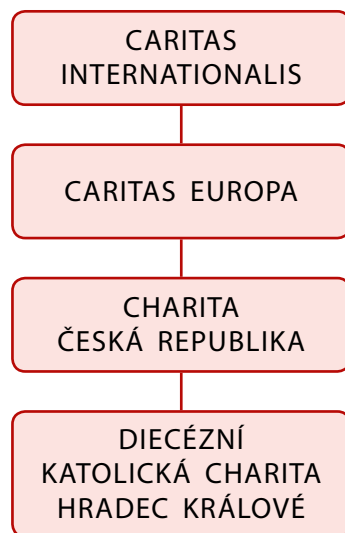 CARITAS
INTERNATIONALIS
CARITAS EUROPA
CHARITA
ČESKÁ REPUBLIKA
DIECÉZNÍ
KATOLICKÁ CHARITA
HRADEC KRÁLOVÉ